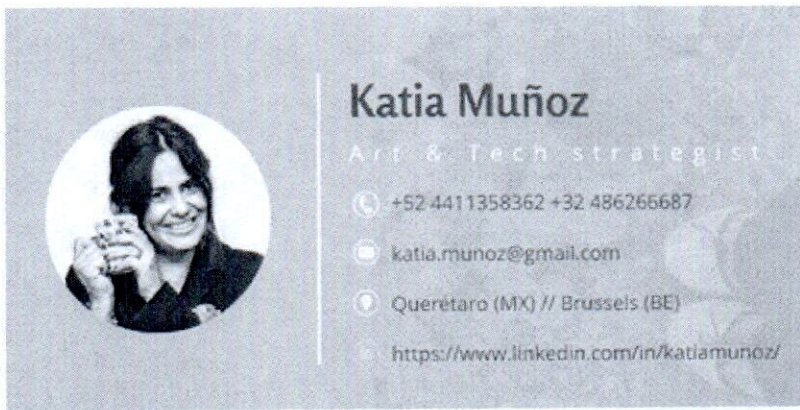 Katia Muñoz
Art & Tech strategist
+52 4411358362 +32 486266687
katia.munoz@gmail.com
Querétaro (MX) // Brussels (BE)
https://www.linkedin.com/in/katiamunoz/